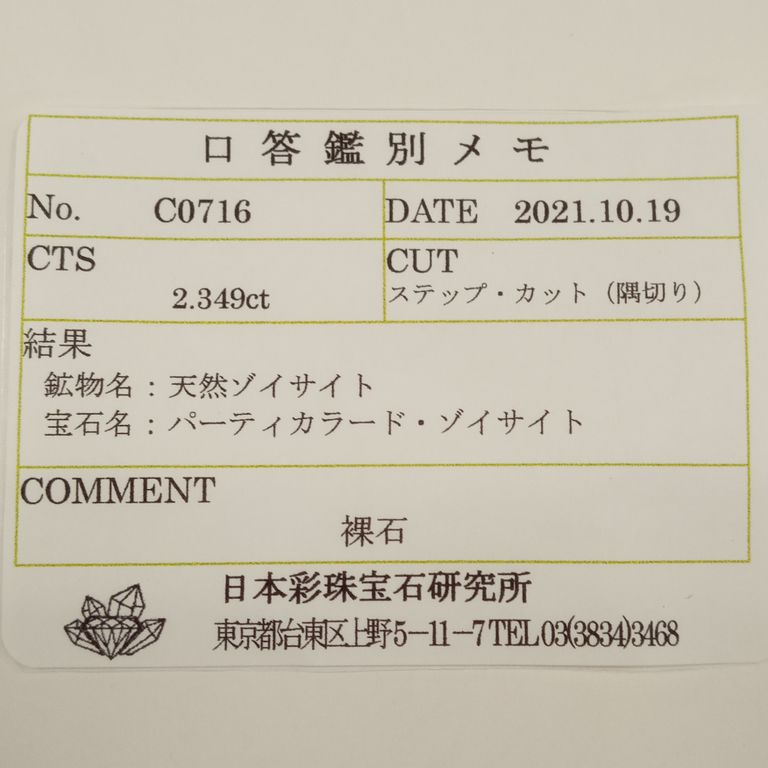 口答鑑別メモ
No. C0716 DATE 2021.10.19
CTS CUT
2.349ct ステップ・カット（隅切り）
結果
鉱物名：天然ゾイサイト
宝石名：パーティカラード・ゾイサイト
COMMENT
裸石
日本彩珠宝石研究所
東京都台東区上野5－11－7 TEL 03(3834)3468